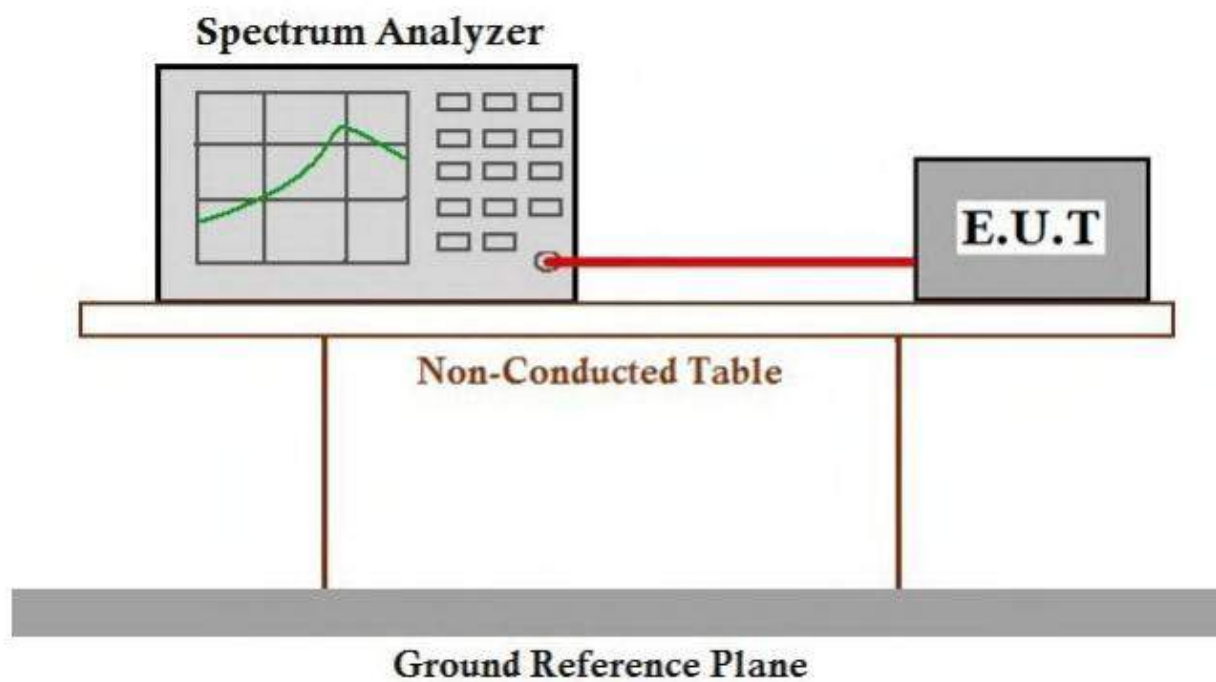 Spectrum Analyzer
E.U.T
Non-Conducted Table
Ground Reference Plane